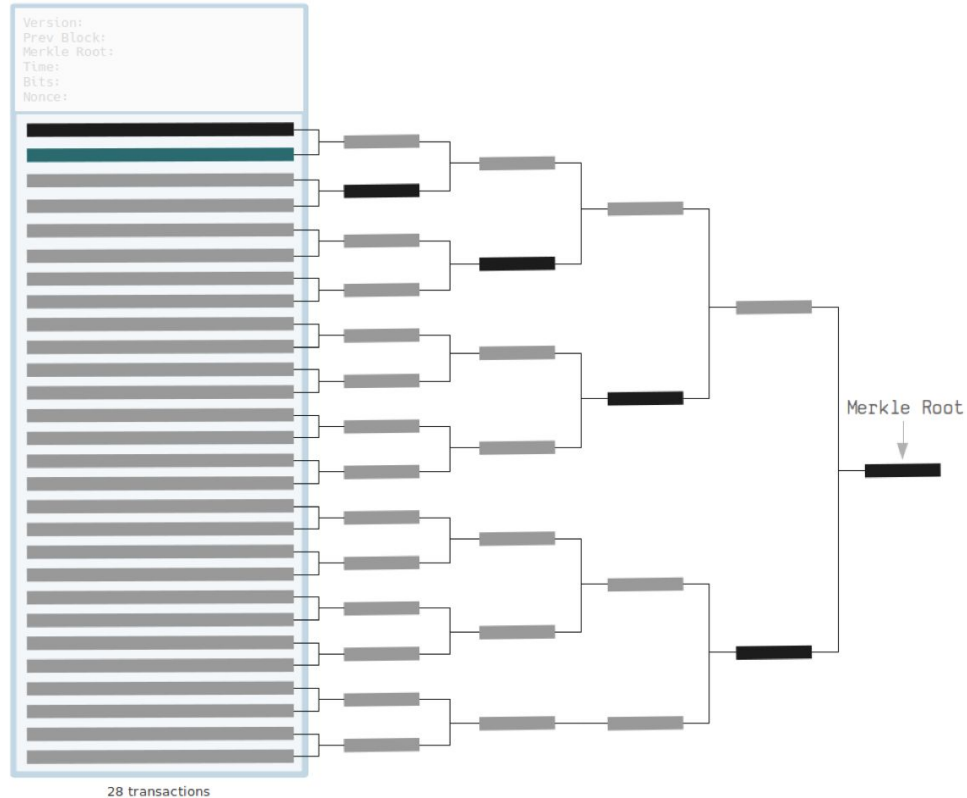 Version:
Prev Block:
Merkle Root:
Time:
Bits:
Nonce:
Merkle Root
28 transactions